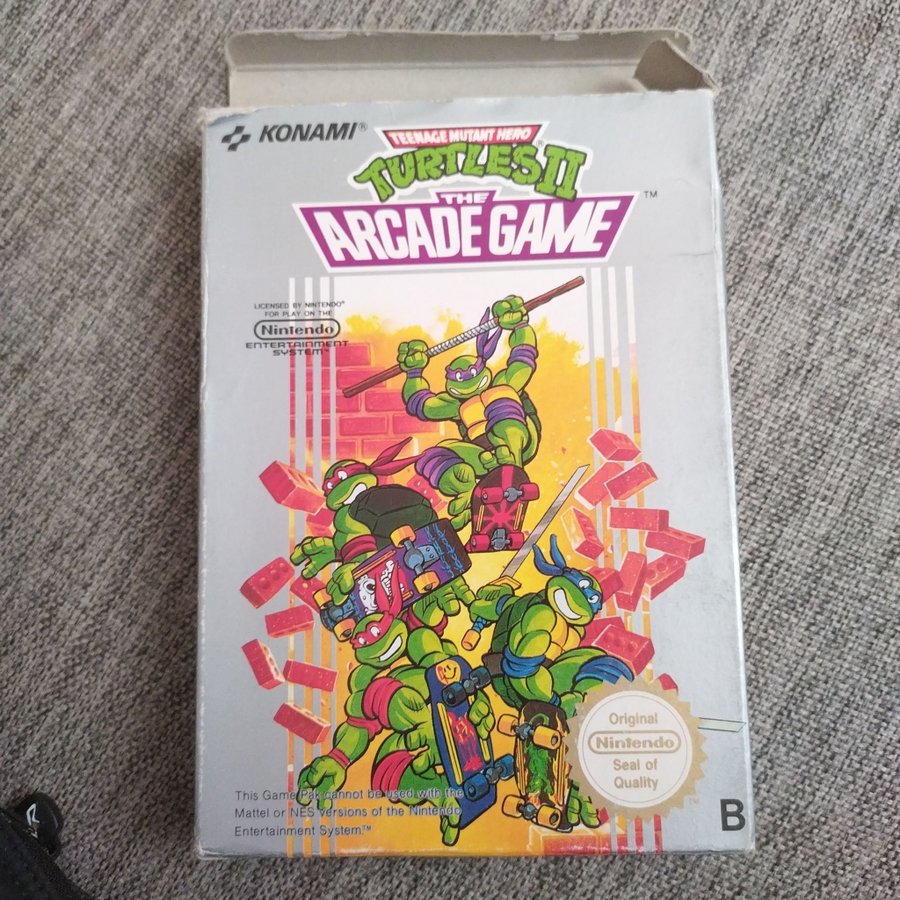 KONAMI®
TEENAGE MUTANT HERO
TURTLES II®
THE
ARCADE GAME™
LICENSED BY NINTENDO®
FOR PLAY ON THE
Nintendo
ENTERTAINMENT
SYSTEM™
Original
Nintendo
Seal of
Quality
™
This Game Pak cannot be used with the
Mattel or NES versions of the Nintendo
Entertainment System.™
B